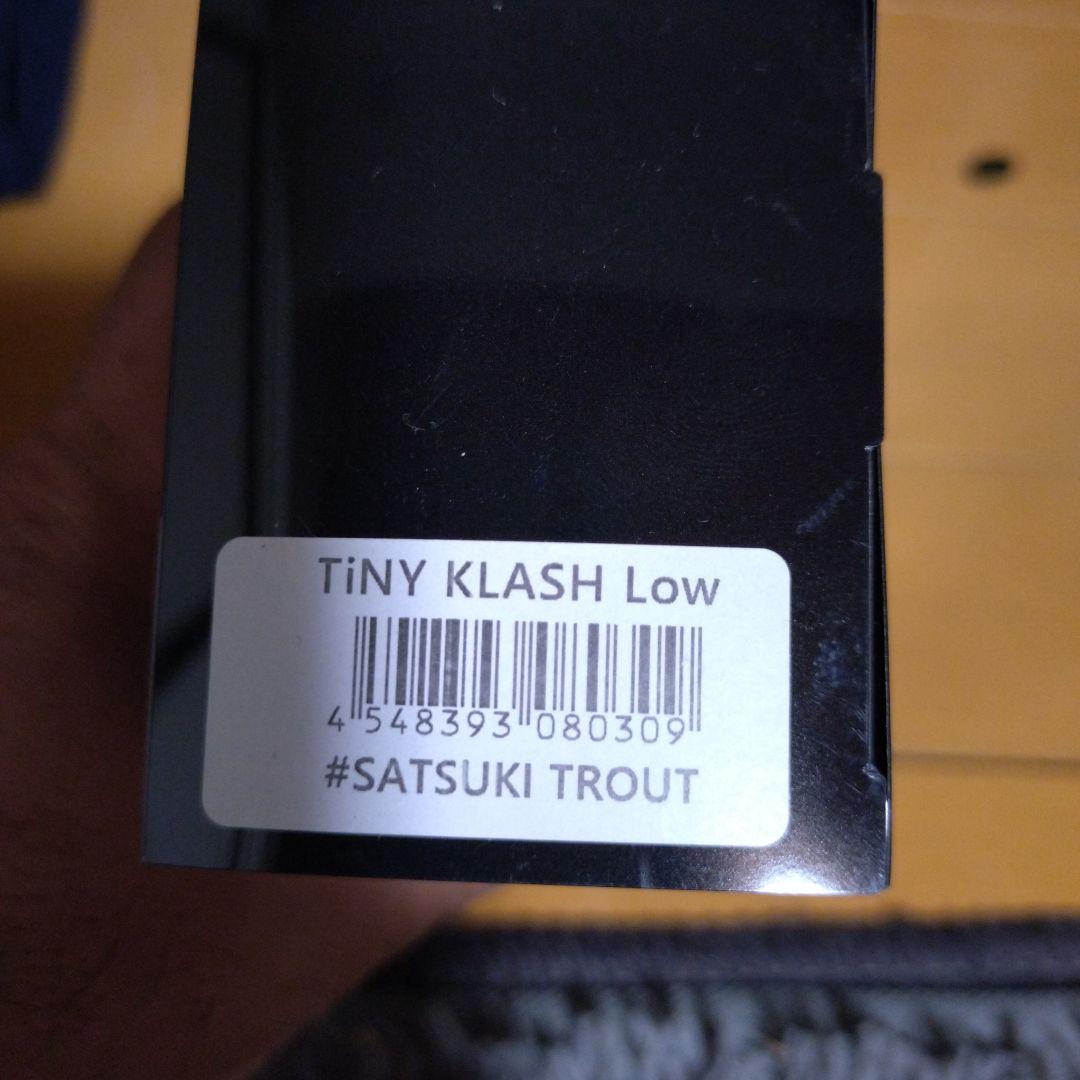 TiNY KLASH Low
4 548393 080309
#SATSUKI TROUT